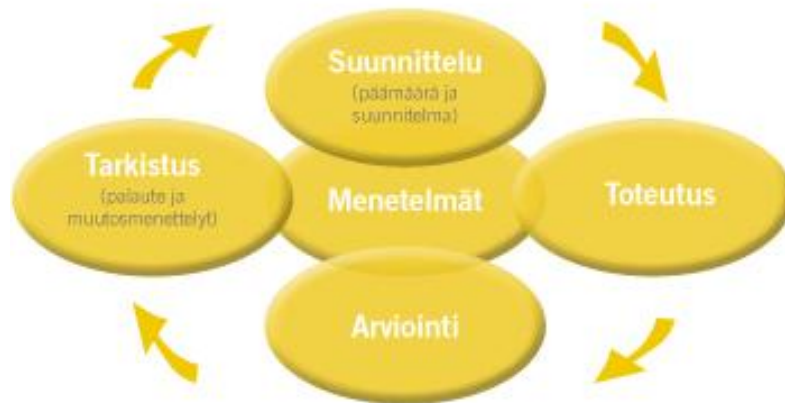 Suunnittelu
(päämäärä ja
suunnitelma)
Tarkistus
(palaute ja
muutosmenettelyt)
Menetelmät
Toteutus
Arviointi